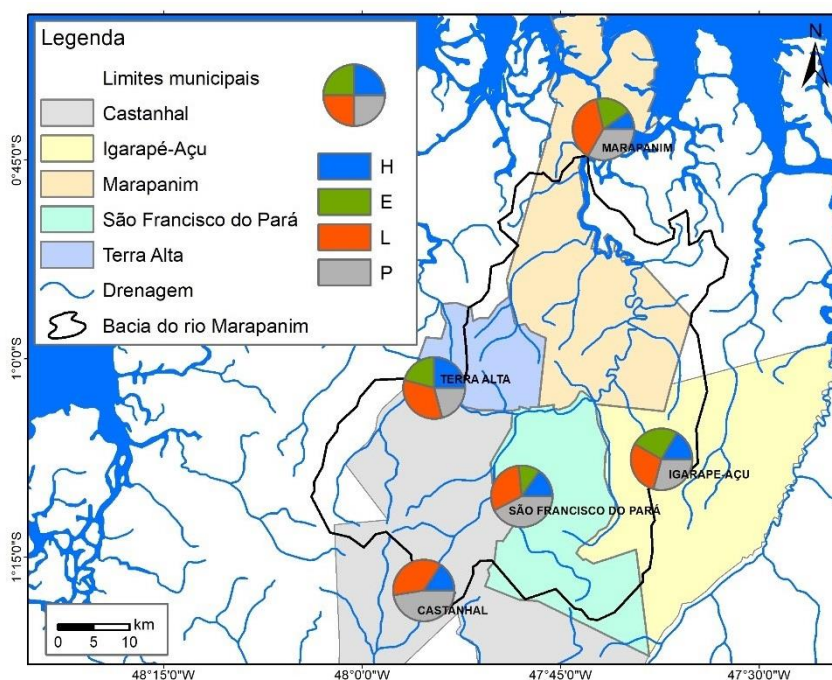 Legenda
Limites municipais
Castanhal
Igarapé-Açu
Marapanim
São Francisco do Pará
Terra Alta
Drenagem
Bacia do rio Marapanim
H
E
L
P
N
MARAPANIM
TERRA ALTA
IGARAPE-AÇU
SÃO FRANCISCO DO PARÁ
CASTANHAL
0°45'S
1°0'0"S
1°15'0"S
km
0 5 10
48°15'0"W 48°0'0"W 47°45'0"W 47°30'0"W